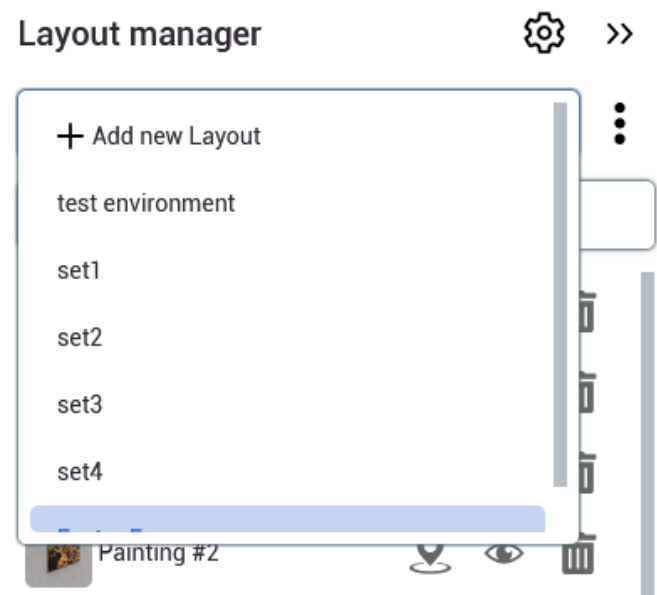 Layout manager
Add new Layout
test environment
set1
set2
set3
set4
Painting #2